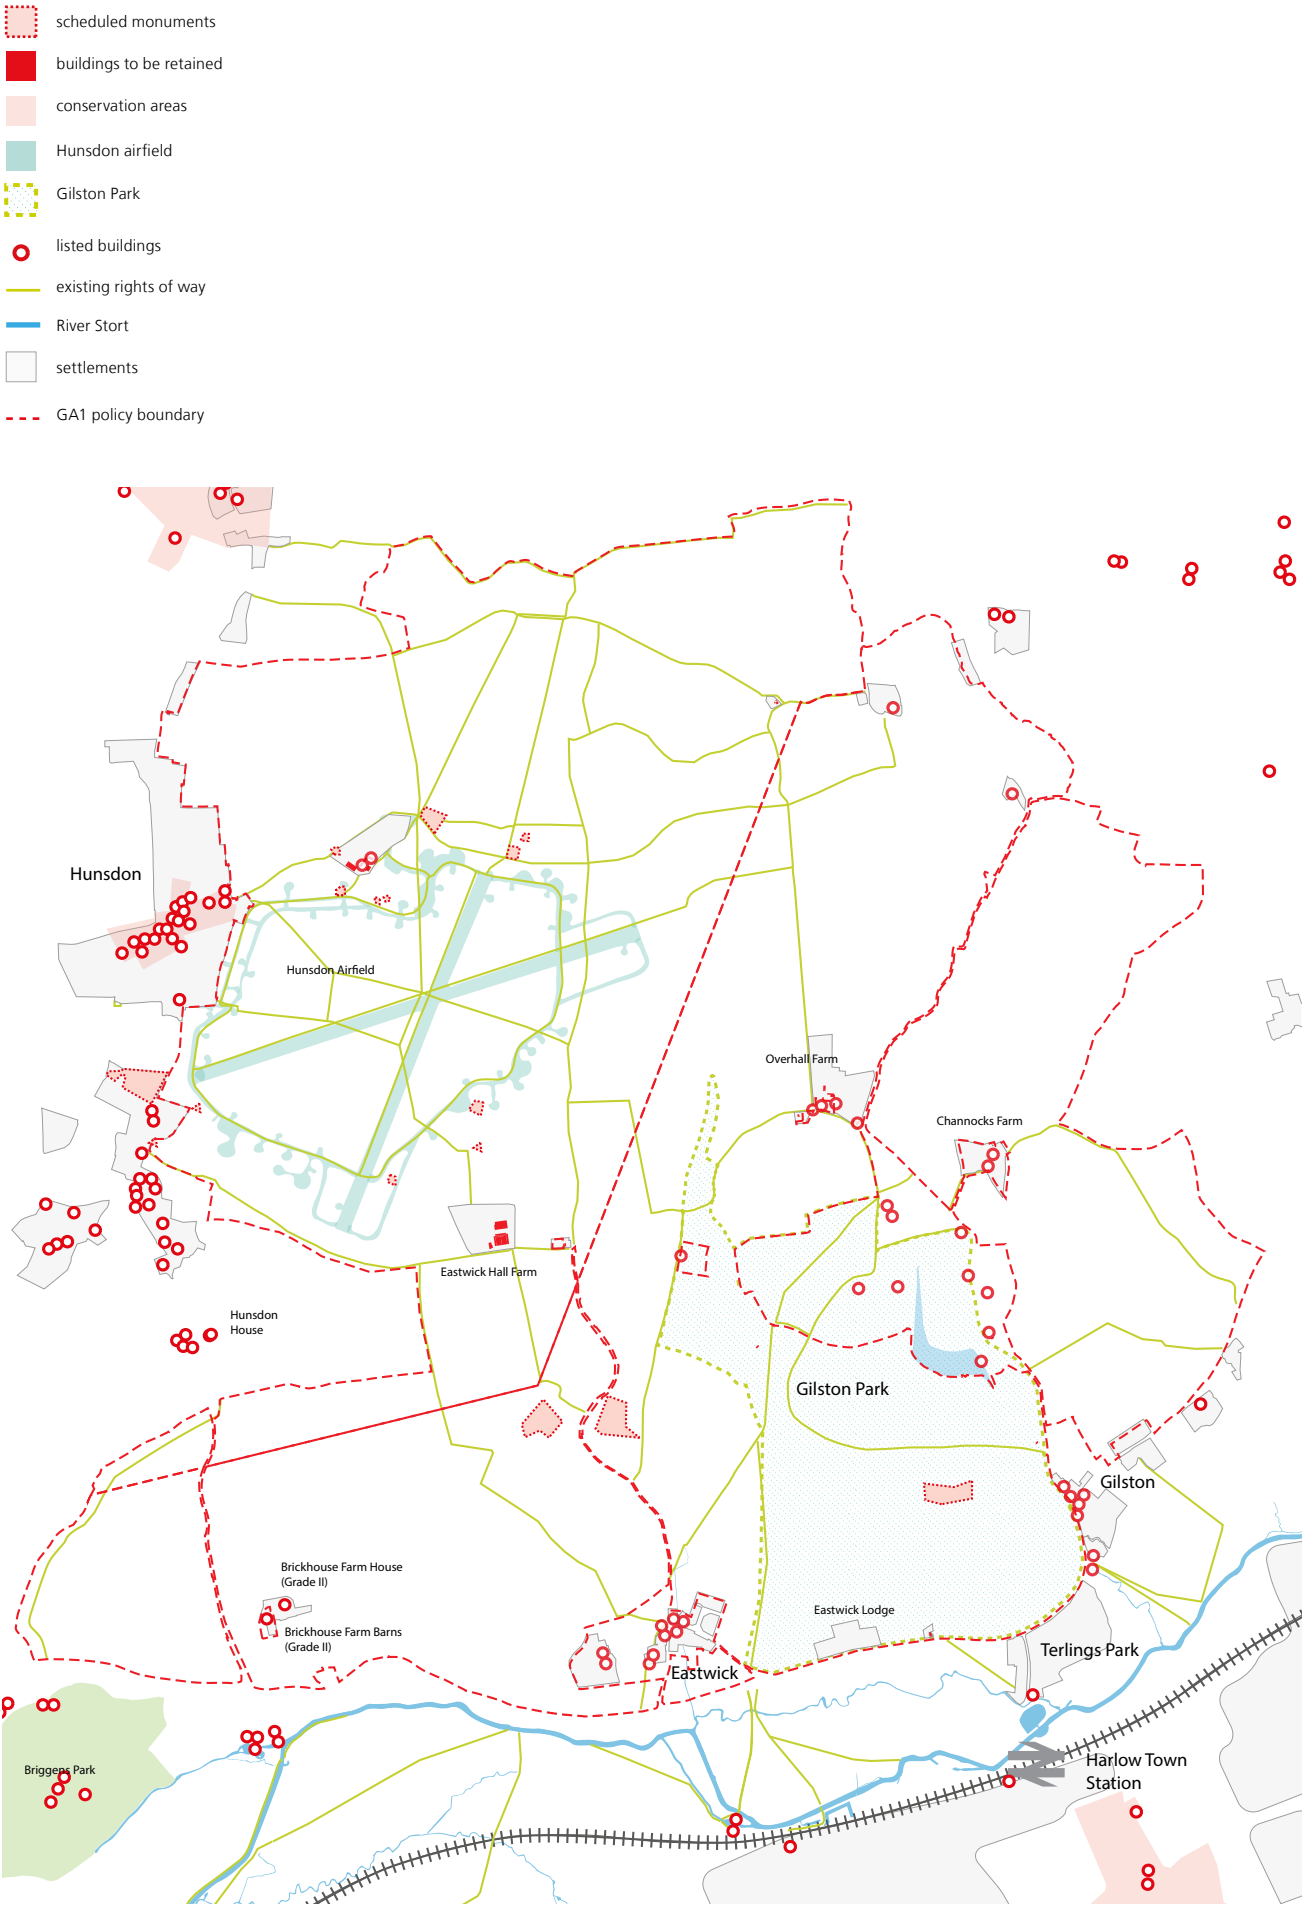 scheduled monuments
buildings to be retained
conservation areas
Hunsdon airfield
Gilston Park
listed buildings
existing rights of way
River Stort
settlements
GA1 policy boundary
Hunsdon
Hunsdon Airfield
Overhall Farm
Channocks Farm
Eastwick Hall Farm
Hunsdon
House
Gilston Park
Gilston
Brickhouse Farm House
(Grade II)
Brickhouse Farm Barns
(Grade II)
Eastwick Lodge
Terlings Park
Eastwick
Briggens Park
Harlow Town
Station